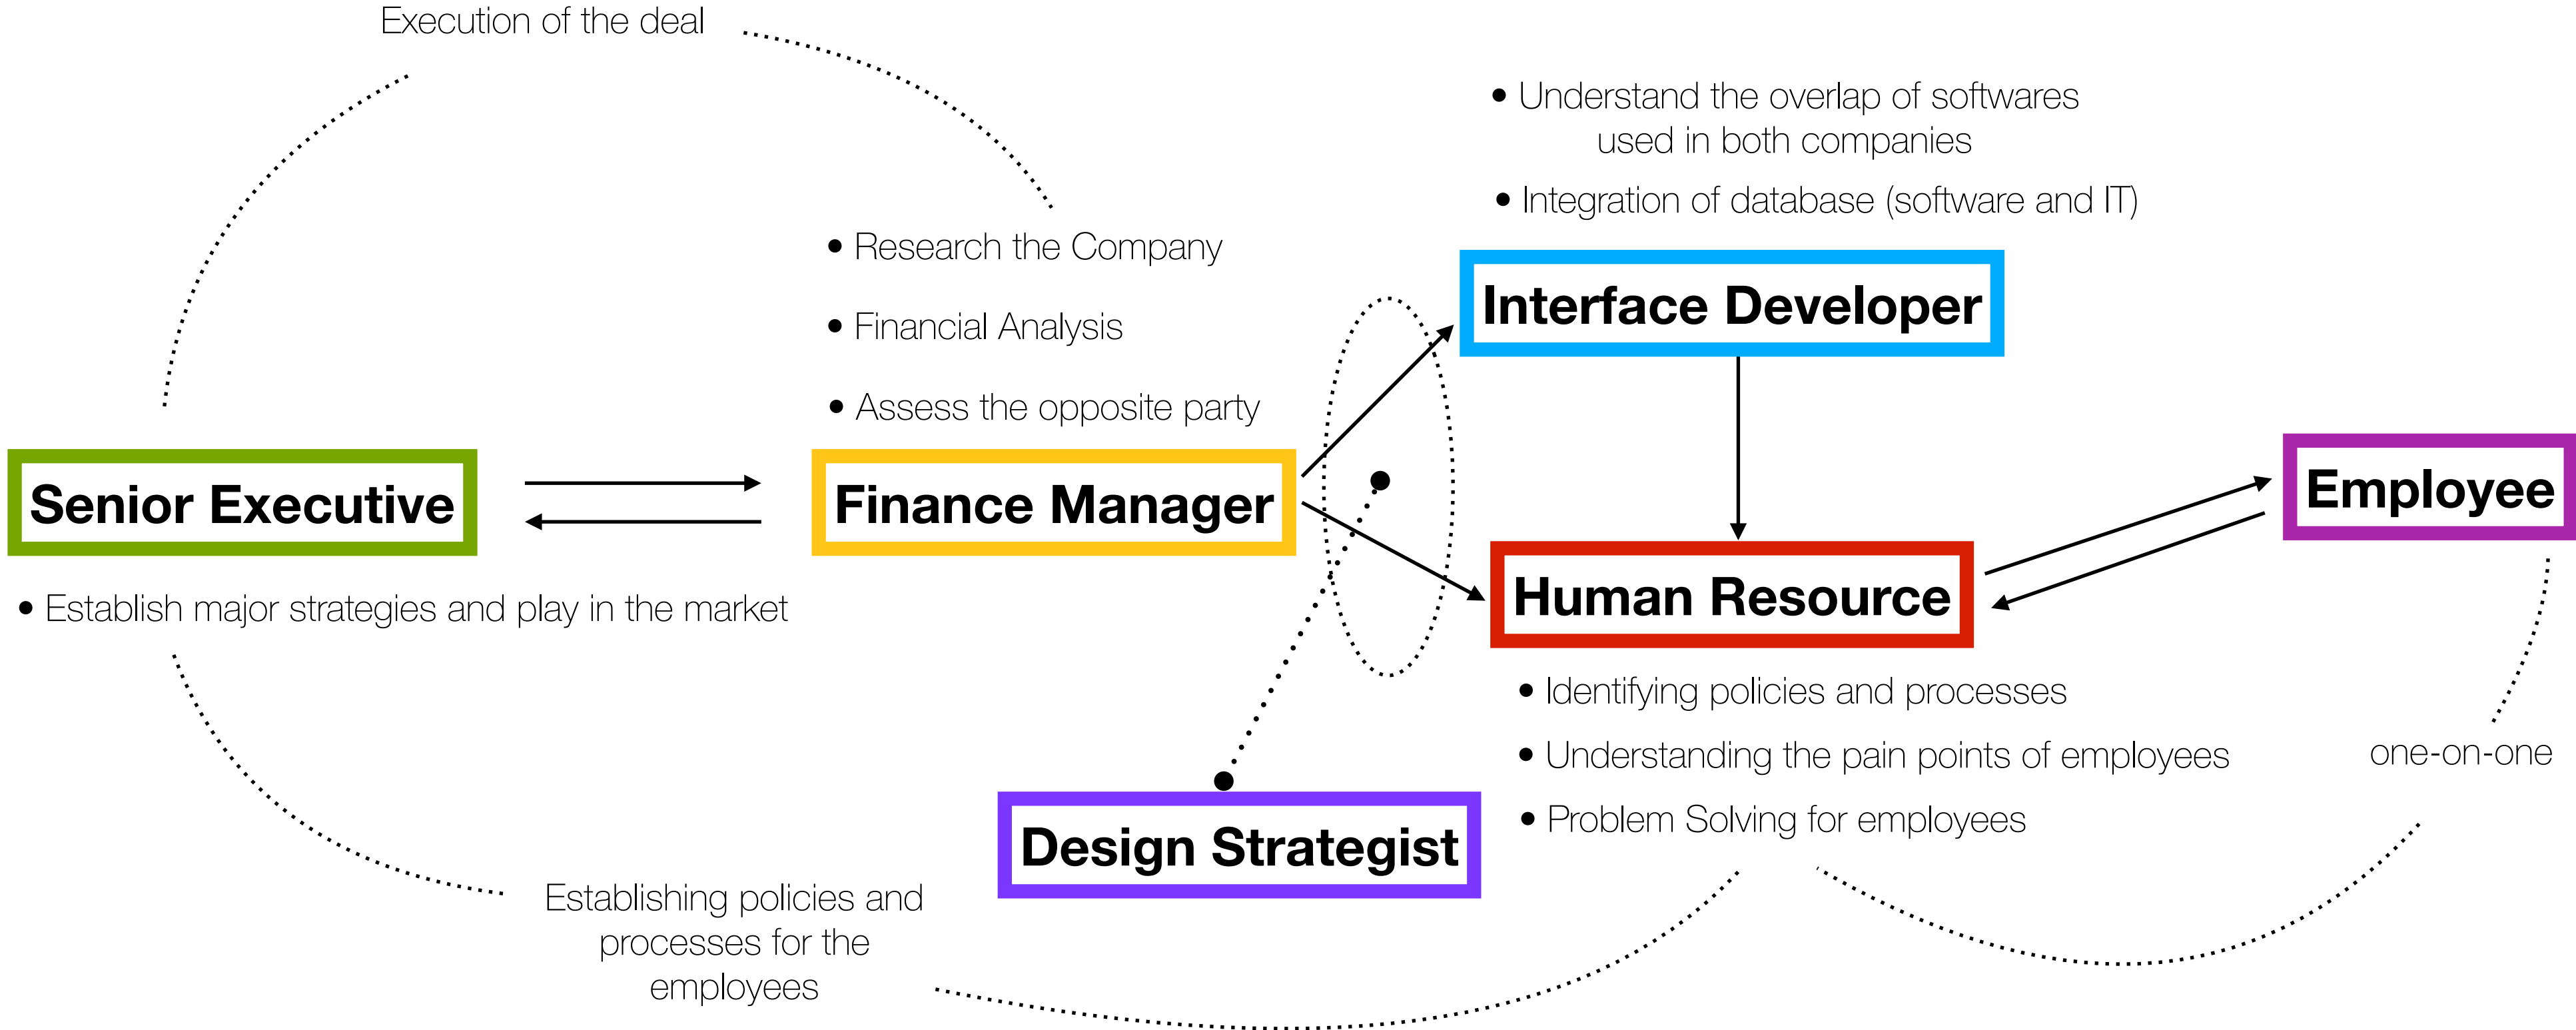 Execution of the deal
• Understand the overlap of softwares
used in both companies
• Integration of database (software and IT)
• Research the Company
• Financial Analysis
• Assess the opposite party
Interface Developer
Senior Executive
Finance Manager
Employee
• Establish major strategies and play in the market
Human Resource
• Identifying policies and processes
• Understanding the pain points of employees
• Problem Solving for employees
one-on-one
Design Strategist
Establishing policies and
processes for the
employees